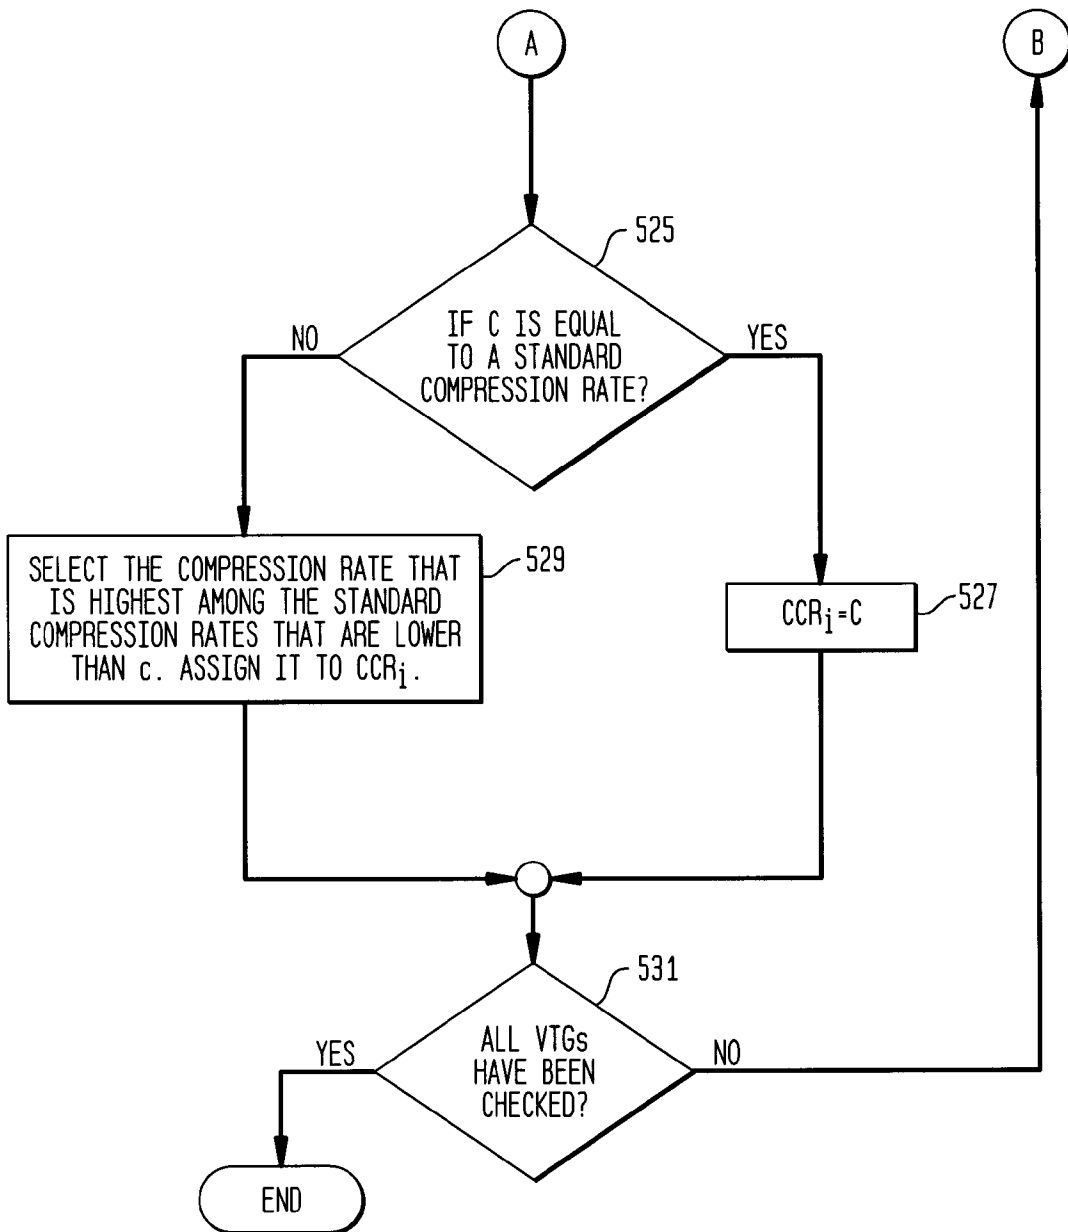 A
B
525
IF C IS EQUAL
TO A STANDARD
COMPRESSION RATE?
NO
YES
SELECT THE COMPRESSION RATE THAT
IS HIGHEST AMONG THE STANDARD
COMPRESSION RATES THAT ARE LOWER
THAN c. ASSIGN IT TO CCRi.
529
CCRi=C
527
531
ALL VTGs
HAVE BEEN
CHECKED?
YES
NO
END